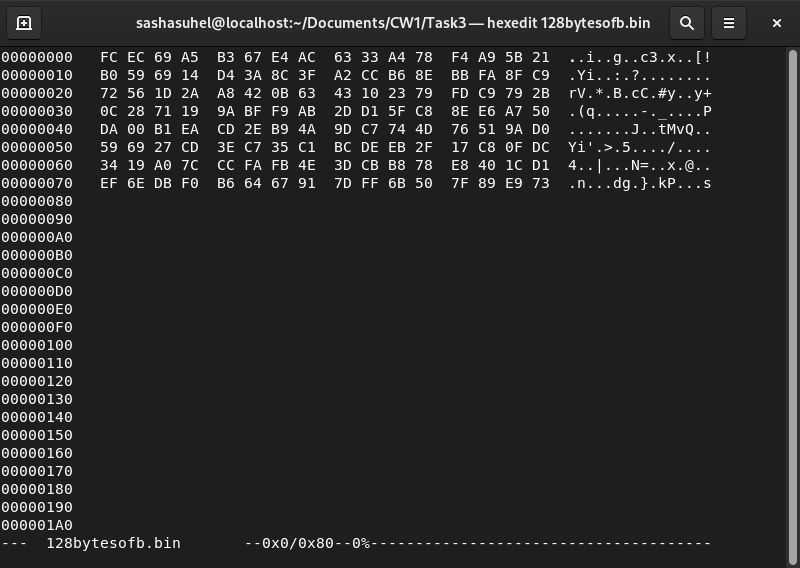 sashasuhel@localhost:~/Documents/CW1/Task3 — hexedit 128bytesofb.bin
00000000   FC EC 69 A5  B3 67 E4 AC  63 33 A4 78  F4 A9 5B 21  ..i..g..c3.x..[!
00000010   B0 59 69 14  D4 3A 8C 3F  A2 CC B6 8E  BB FA 8F C9  .Yi..:.?........
00000020   72 56 1D 2A  A8 42 0B 63  43 10 23 79  FD C9 79 2B  rV.*.B.cC.#y..y+
00000030   0C 28 71 19  9A BF F9 AB  2D D1 5F C8  8E E6 A7 50  .(q.....-._....P
00000040   DA 00 B1 EA  CD 2E B9 4A  9D C7 74 4D  76 51 9A D0  .......J..tMvQ..
00000050   59 69 27 CD  3E C7 35 C1  BC DE EB 2F  17 C8 0F DC  Yi'.>.5..../....
00000060   34 19 A0 7C  CC FA FB 4E  3D CB B8 78  E8 40 1C D1  4..|...N=..x.@..
00000070   EF 6E DB F0  B6 64 67 91  7D FF 6B 50  7F 89 E9 73  .n...dg.}.kP...s
00000080
00000090
000000A0
000000B0
000000C0
000000D0
000000E0
000000F0
00000100
00000110
00000120
00000130
00000140
00000150
00000160
00000170
00000180
00000190
000001A0
---  128bytesofb.bin       --0x0/0x80--0%--------------------------------------